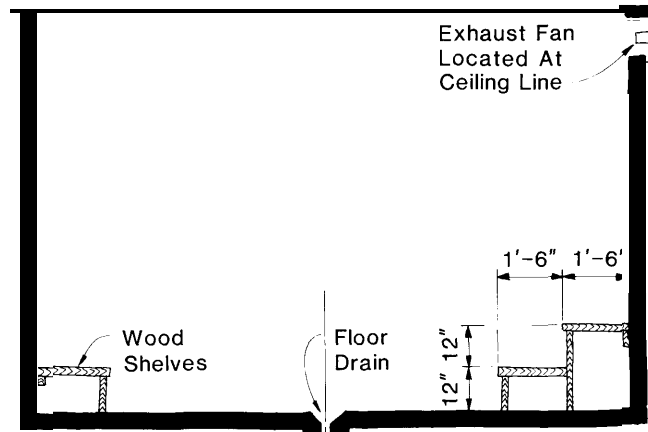 Exhaust Fan
Located At
Ceiling Line
1'-6" 1'-6'
Wood
Shelves
Floor
Drain
12"
12"